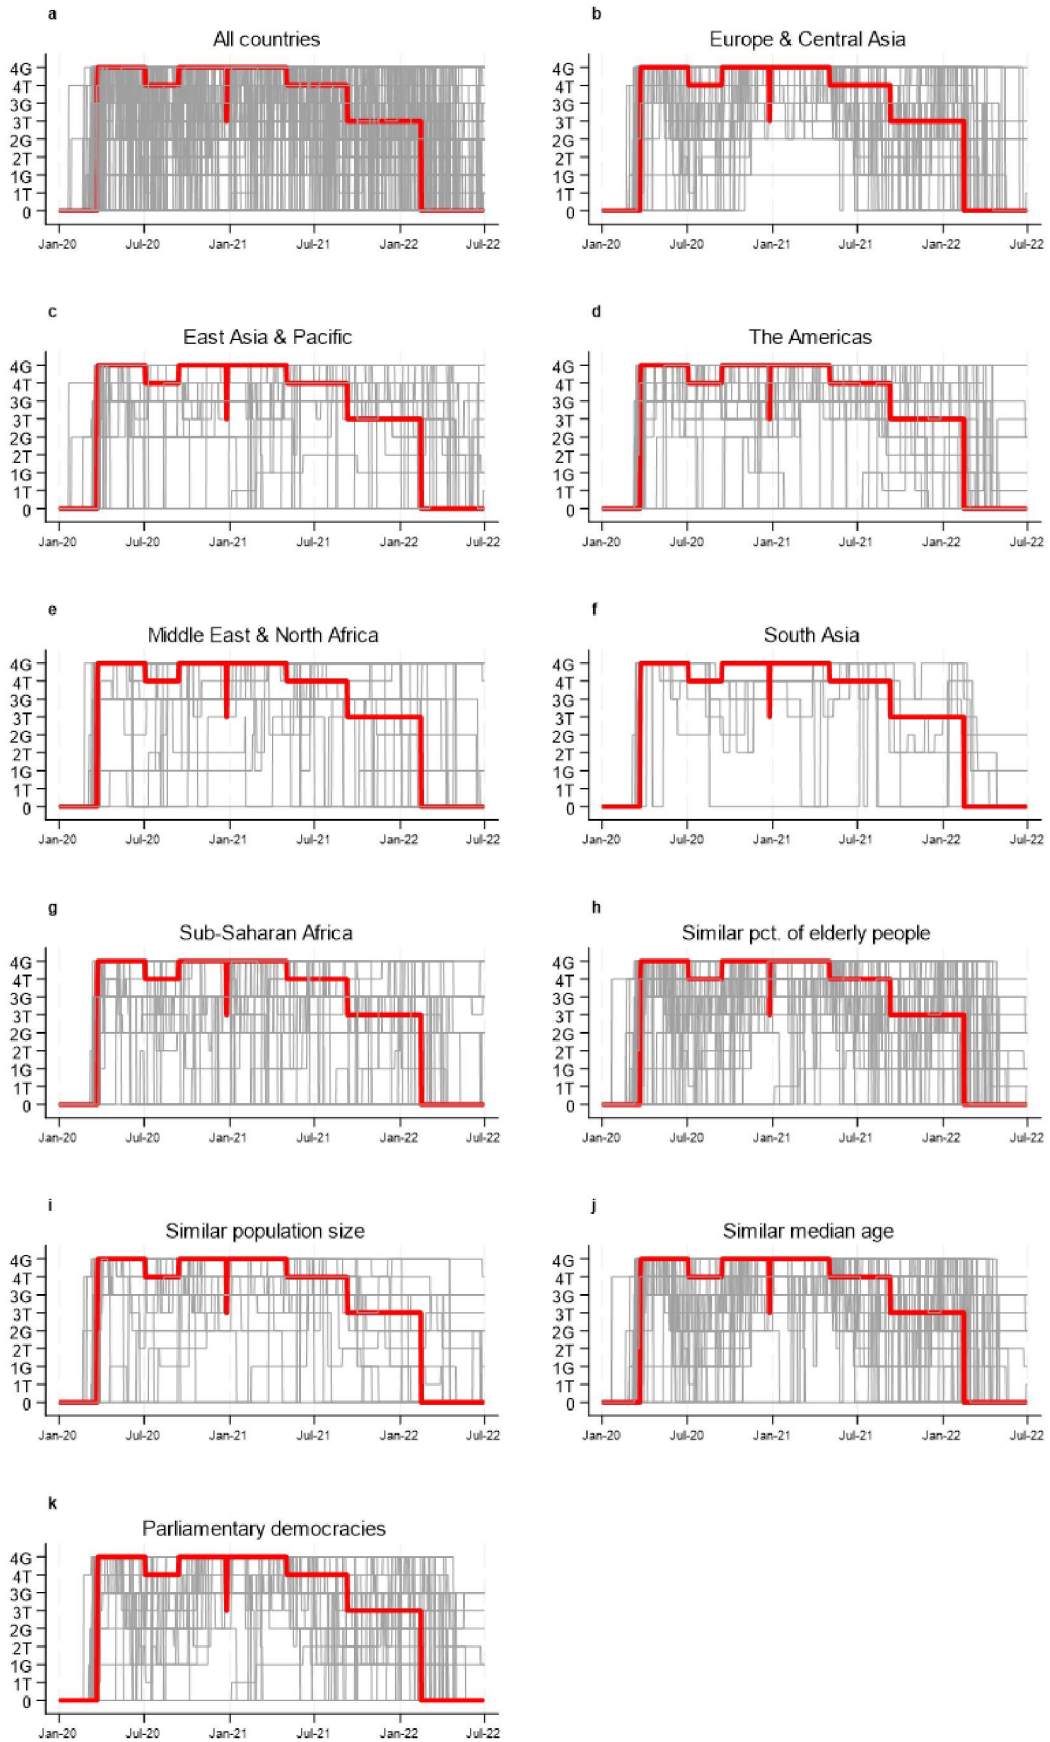 a
All countries
4G
4T
3G
3T
2G
2T
1G
1T
0
Jan-20 Jul-20 Jan-21 Jul-21 Jan-22 Jul-22
b
Europe & Central Asia
4G
4T
3G
3T
2G
2T
1G
1T
0
Jan-20 Jul-20 Jan-21 Jul-21 Jan-22 Jul-22
c
East Asia & Pacific
4G
4T
3G
3T
2G
2T
1G
1T
0
Jan-20 Jul-20 Jan-21 Jul-21 Jan-22 Jul-22
d
The Americas
4G
4T
3G
3T
2G
2T
1G
1T
0
Jan-20 Jul-20 Jan-21 Jul-21 Jan-22 Jul-22
e
Middle East & North Africa
4G
4T
3G
3T
2G
2T
1G
1T
0
Jan-20 Jul-20 Jan-21 Jul-21 Jan-22 Jul-22
f
South Asia
4G
4T
3G
3T
2G
2T
1G
1T
0
Jan-20 Jul-20 Jan-21 Jul-21 Jan-22 Jul-22
g
Sub-Saharan Africa
4G
4T
3G
3T
2G
2T
1G
1T
0
Jan-20 Jul-20 Jan-21 Jul-21 Jan-22 Jul-22
h
Similar pct. of elderly people
4G
4T
3G
3T
2G
2T
1G
1T
0
Jan-20 Jul-20 Jan-21 Jul-21 Jan-22 Jul-22
i
Similar population size
4G
4T
3G
3T
2G
2T
1G
1T
0
Jan-20 Jul-20 Jan-21 Jul-21 Jan-22 Jul-22
j
Similar median age
4G
4T
3G
3T
2G
2T
1G
1T
0
Jan-20 Jul-20 Jan-21 Jul-21 Jan-22 Jul-22
k
Parliamentary democracies
4G
4T
3G
3T
2G
2T
1G
1T
0
Jan-20 Jul-20 Jan-21 Jul-21 Jan-22 Jul-22